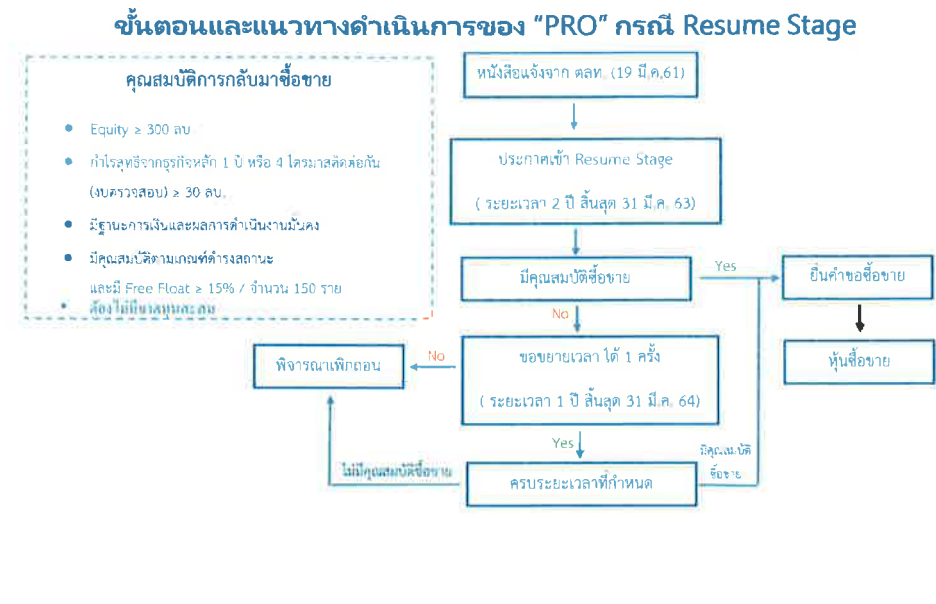 ขั้นตอนและแนวทางดำเนินการของ “PRO” กรณี Resume Stage
คุณสมบัติการกลับมาซื้อขาย
• Equity ≥ 300 ลบ.
• กำไรสุทธิจากธุรกิจหลัก 1 ปี หรือ 4 ไตรมาสติดต่อกัน
(งบตรวจสอบ) ≥ 30 ลบ.
• มีฐานะการเงินและผลการดำเนินงานมั่นคง
• มีคุณสมบัติตามเกณฑ์ดำรงสถานะ
และมี Free Float ≥ 15% / จำนวน 150 ราย
• ต้องไม่มีขาดทุนสะสม
หนังสือแจ้งจาก ตลท. (19 มี.ค.61)
ประกาศเข้า Resume Stage
( ระยะเวลา 2 ปี สิ้นสุด 31 มี.ค. 63)
มีคุณสมบัติซื้อขาย
Yes
ยื่นคำขอซื้อขาย
No
หุ้นซื้อขาย
ขอขยายเวลา ได้ 1 ครั้ง
( ระยะเวลา 1 ปี สิ้นสุด 31 มี.ค. 64)
No
พิจารณาเพิกถอน
Yes
มีคุณสมบัติ
ซื้อขาย
ไม่มีคุณสมบัติซื้อขาย
ครบระยะเวลาที่กำหนด